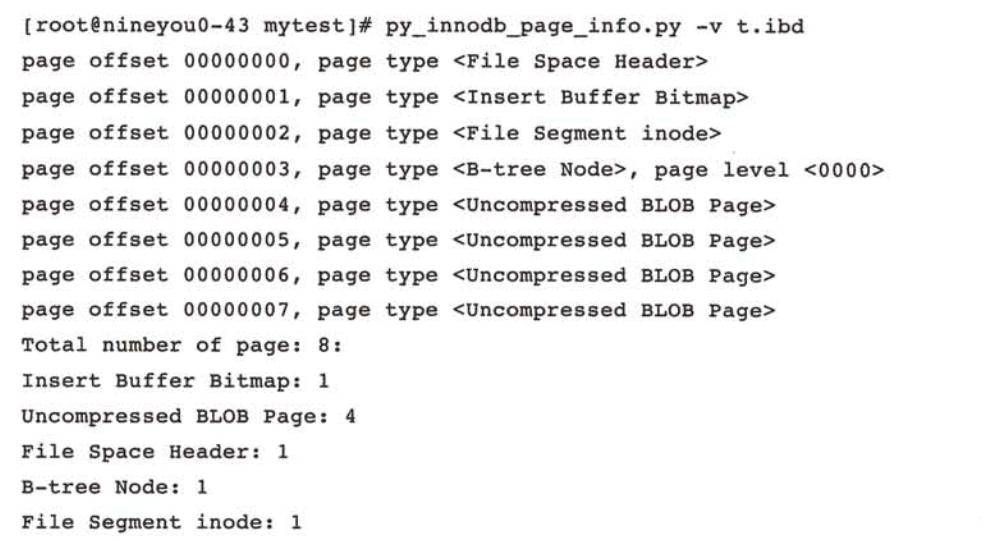 [root@nineyou0-43 mytest]# py_innodb_page_info.py -v t.ibd
page offset 00000000, page type <File Space Header>
page offset 00000001, page type <Insert Buffer Bitmap>
page offset 00000002, page type <File Segment inode>
page offset 00000003, page type <B-tree Node>, page level <0000>
page offset 00000004, page type <Uncompressed BLOB Page>
page offset 00000005, page type <Uncompressed BLOB Page>
page offset 00000006, page type <Uncompressed BLOB Page>
page offset 00000007, page type <Uncompressed BLOB Page>
Total number of page: 8:
Insert Buffer Bitmap: 1
Uncompressed BLOB Page: 4
File Space Header: 1
B-tree Node: 1
File Segment inode: 1